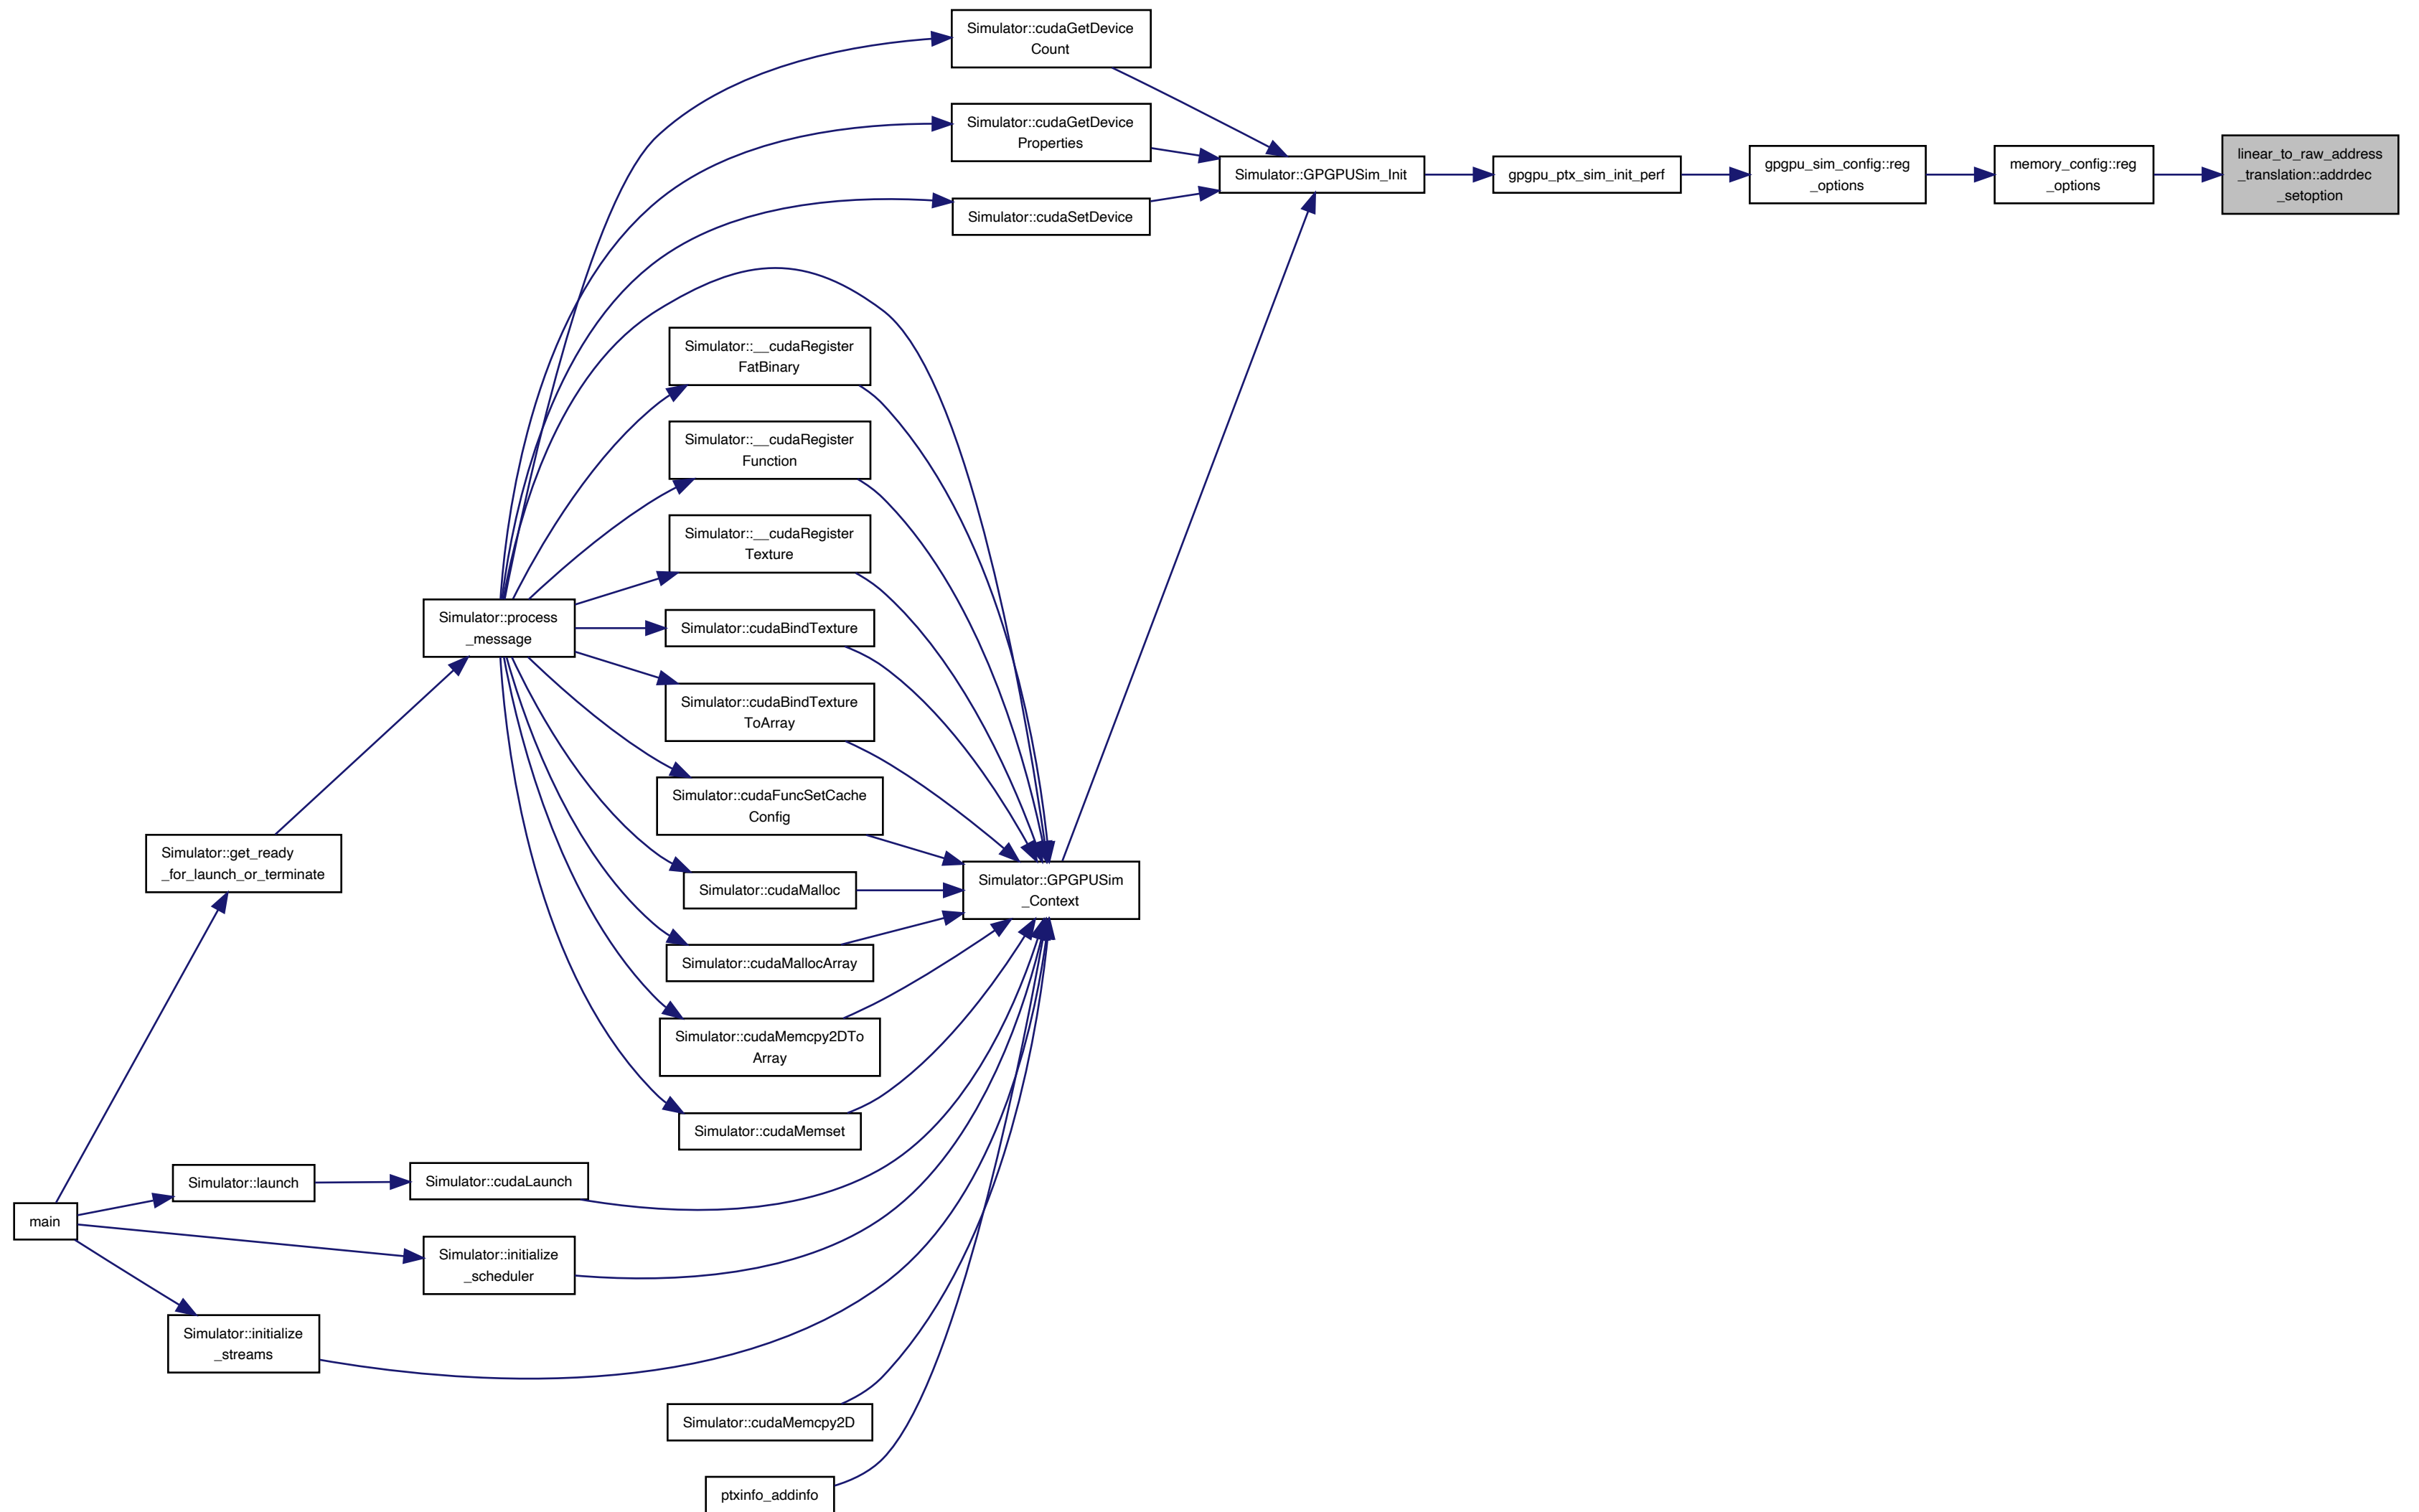 Simulator::cudaGetDevice
Count
Simulator::cudaGetDevice
Properties
Simulator::cudaSetDevice
Simulator::GPGPUSim_Init
gpgpu_ptx_sim_init_perf
gpgpu_sim_config::reg
_options
memory_config::reg
_options
linear_to_raw_address
_translation::addrdec
_setoption
Simulator::__cudaRegister
FatBinary
Simulator::__cudaRegister
Function
Simulator::__cudaRegister
Texture
Simulator::process
_message
Simulator::cudaBindTexture
Simulator::cudaBindTexture
ToArray
Simulator::cudaFuncSetCache
Config
Simulator::get_ready
_for_launch_or_terminate
Simulator::cudaMalloc
Simulator::GPGPUSim
_Context
Simulator::cudaMallocArray
Simulator::cudaMemcpy2DTo
Array
Simulator::cudaMemset
Simulator::launch
Simulator::cudaLaunch
main
Simulator::initialize
_scheduler
Simulator::initialize
_streams
Simulator::cudaMemcpy2D
ptxinfo_addinfo